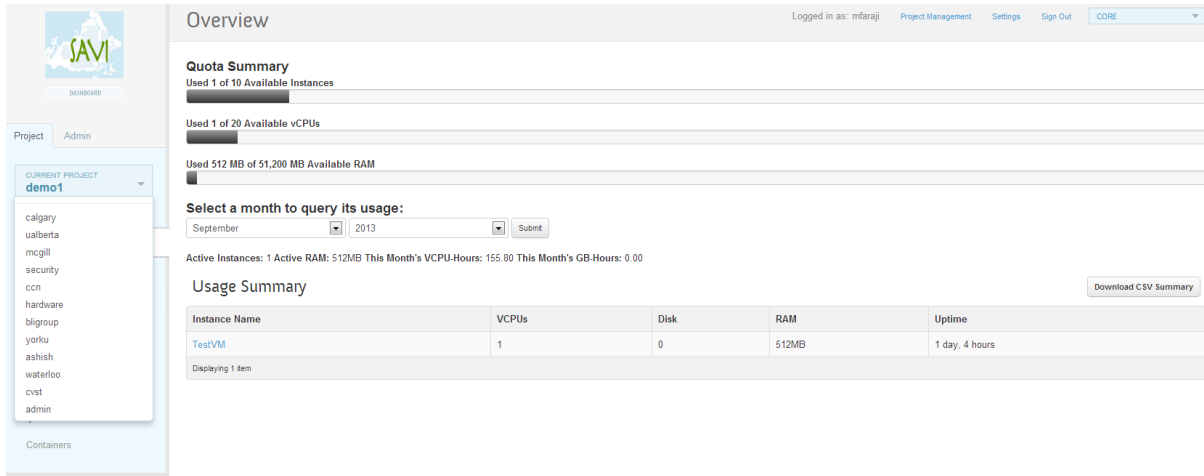 SAVI
DASHBOARD
Project Admin
CURRENT PROJECT
demo1
calgary
ualberta
mcgill
security
ccn
hardware
bligroup
yorku
ashish
waterloo
cvst
admin
Containers
Overview
Logged in as: mfaraji Project Management Settings Sign Out CORE
Quota Summary
Used 1 of 10 Available Instances
Used 1 of 20 Available vCPUs
Used 512 MB of 51,200 MB Available RAM
Select a month to query its usage:
September 2013 Submit
Active Instances: 1 Active RAM: 512MB This Month's VCPU-Hours: 155.80 This Month's GB-Hours: 0.00
Usage Summary
Download CSV Summary
Instance Name VCPUs Disk RAM Uptime
TestVM 1 0 512MB 1 day, 4 hours
Displaying 1 item